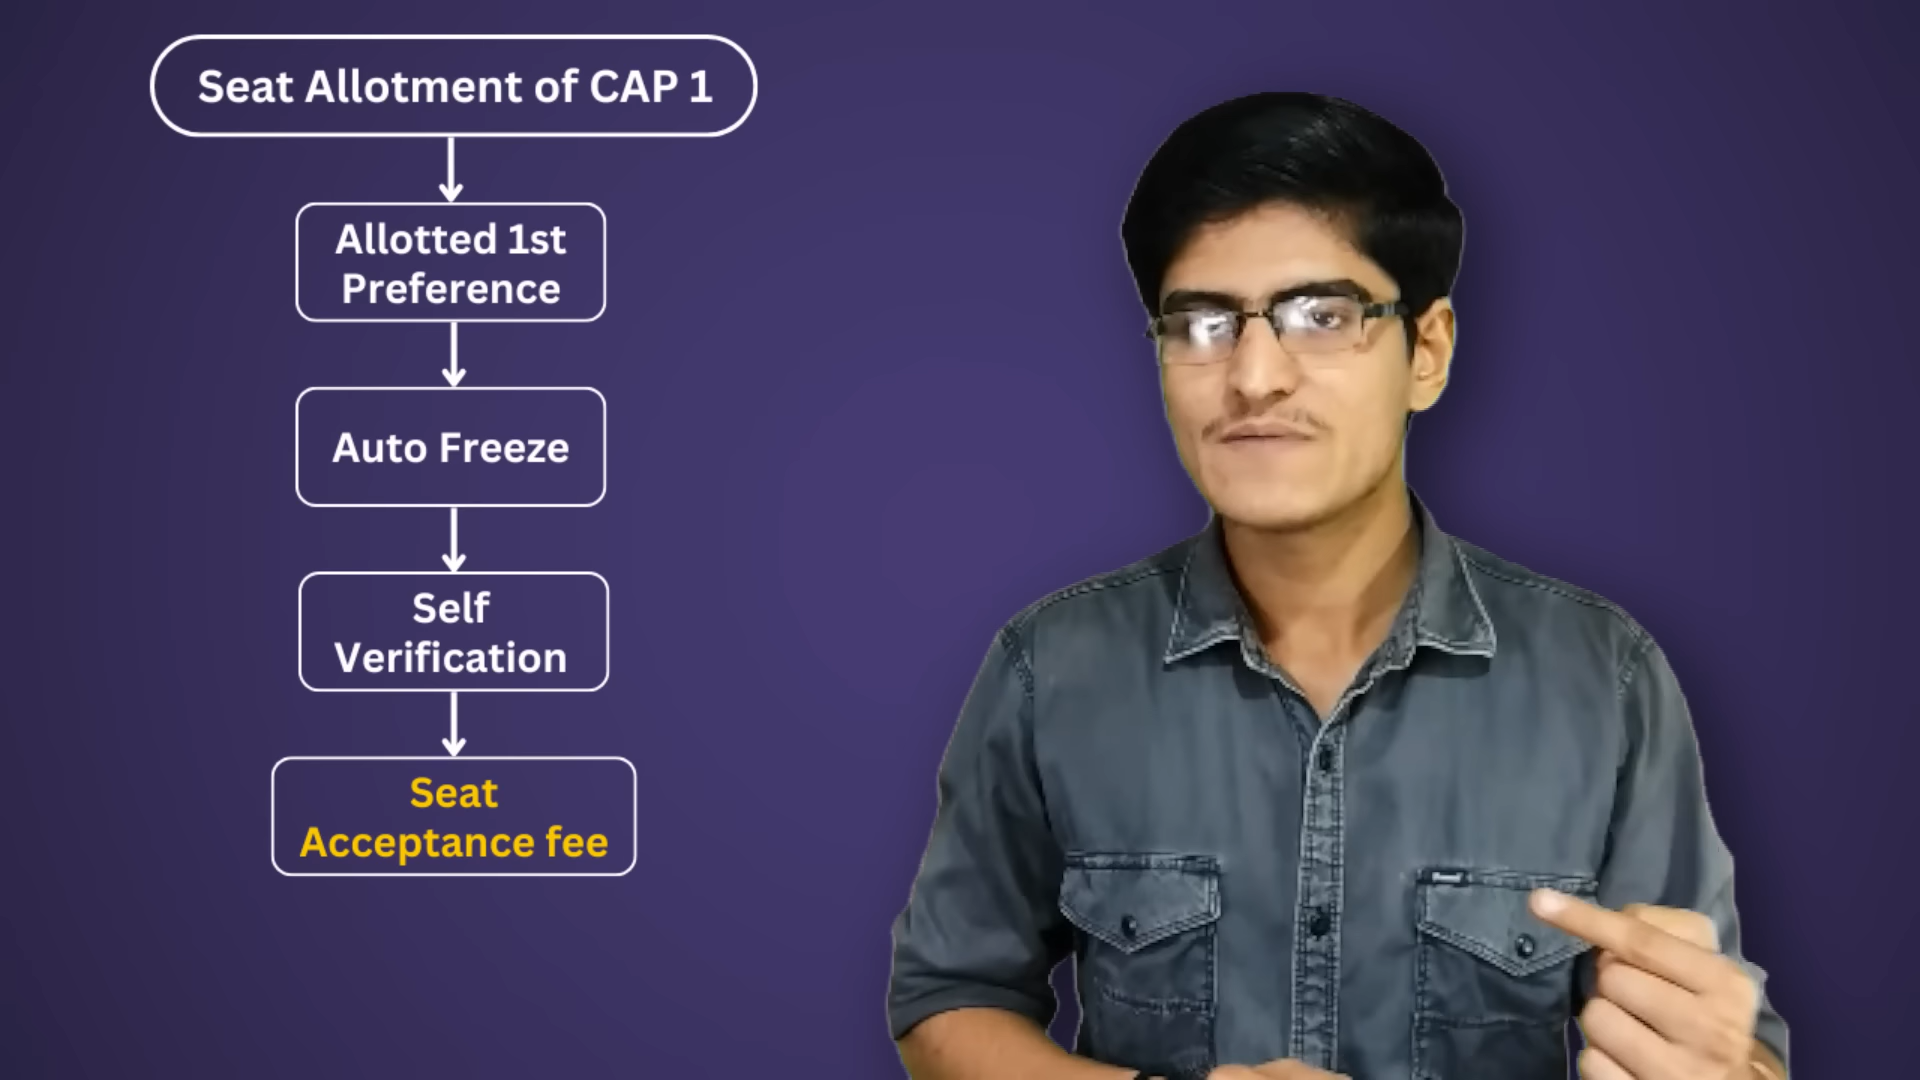 Seat Allotment of CAP 1
Allotted 1st
Preference
Auto Freeze
Self
Verification
Seat
Acceptance fee